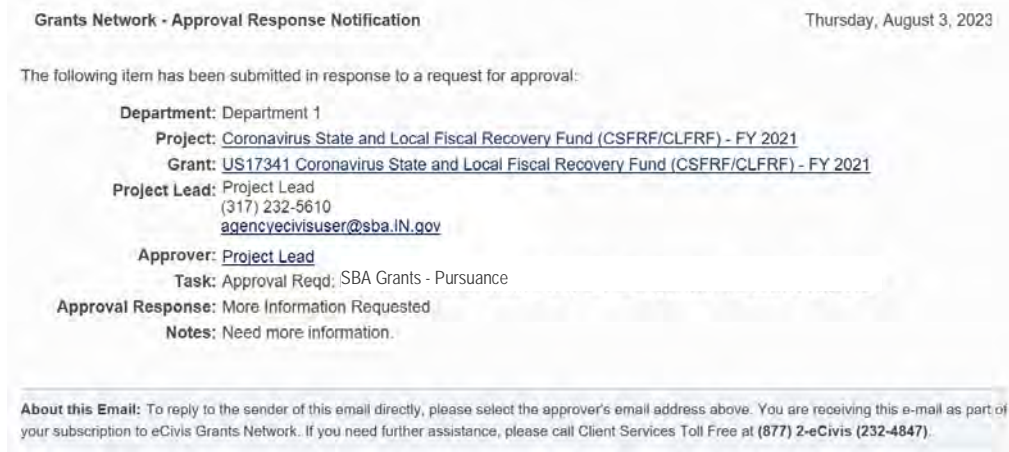 Grants Network - Approval Response Notification Thursday, August 3, 2023
The following item has been submitted in response to a request for approval:
Department: Department 1
Project: Coronavirus State and Local Fiscal Recovery Fund (CSFRF/CLFRF) - FY 2021
Grant: US17341 Coronavirus State and Local Fiscal Recovery Fund (CSFRF/CLFRF) - FY 2021
Project Lead: Project Lead
(317) 232-5610
agencyecivisuser@sba.IN.gov
Approver: Project Lead
Task: Approval Reqd: SBA Grants - Pursuance
Approval Response: More Information Requested
Notes: Need more information.
About this Email: To reply to the sender of this email directly, please select the approver's email address above. You are receiving this e-mail as part of
your subscription to eCivis Grants Network. If you need further assistance, please call Client Services Toll Free at (877) 2-eCivis (232-4847).